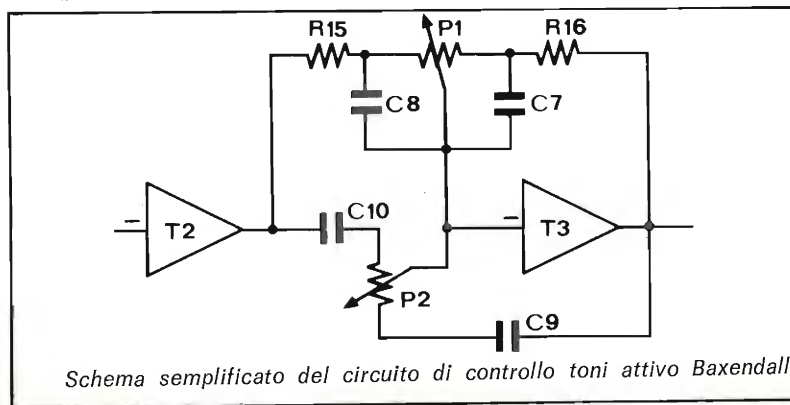 R15 P1 R16
C8 C7
C10
T2 T3
P2
C9
Schema semplificato del circuito di controllo toni attivo Baxendall